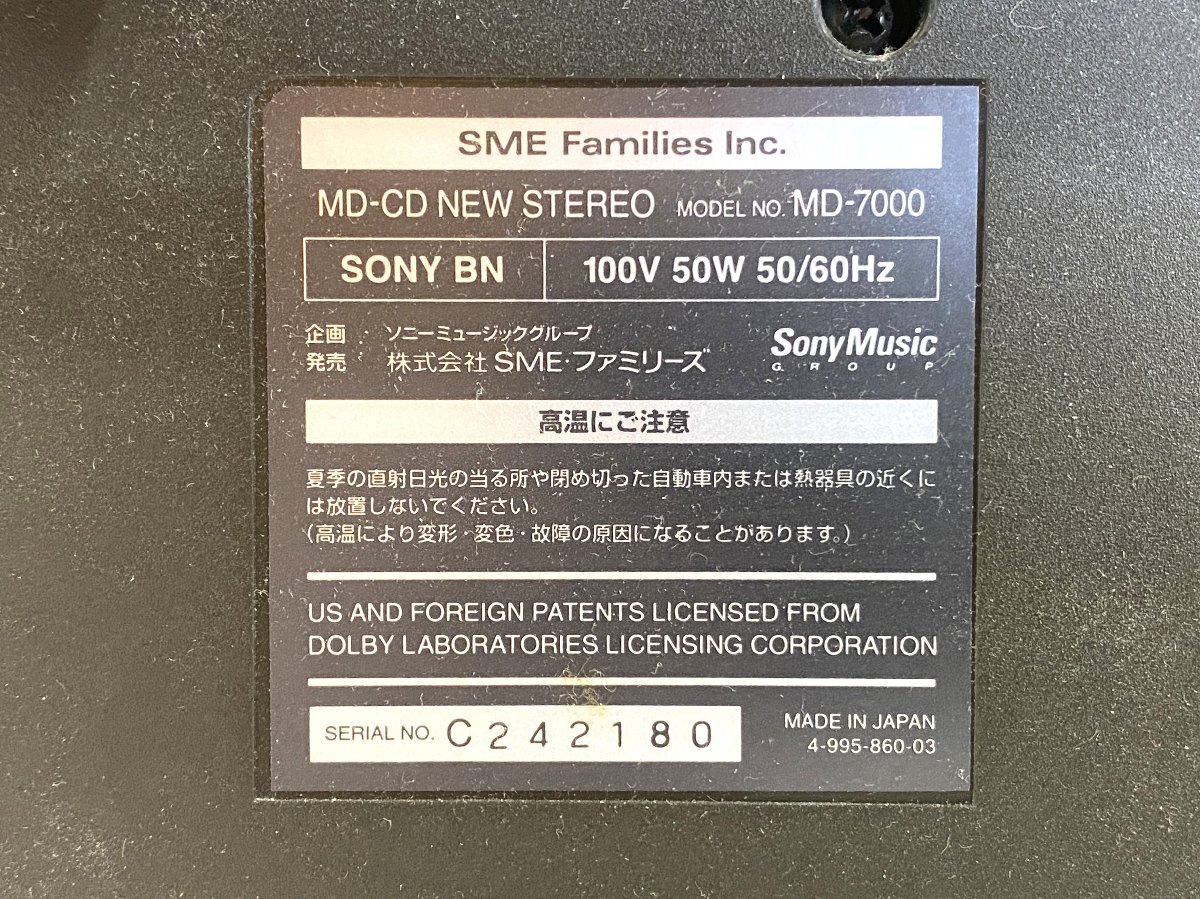 SME Families Inc.
MD-CD NEW STEREO MODEL NO. MD-7000
SONY BN 100V 50W 50/60Hz
企画 ソニーミュージックグループ
発売 株式会社 SME・ファミリーズ
SonyMusic
GROUP
高温にご注意
夏季の直射日光の当る所や閉め切った自動車内または熱器具の近くに
は放置しないでください。
(高温により変形・変色・故障の原因になることがあります。)
US AND FOREIGN PATENTS LICENSED FROM
DOLBY LABORATORIES LICENSING CORPORATION
SERIAL NO. C242180
MADE IN JAPAN
4-995-860-03